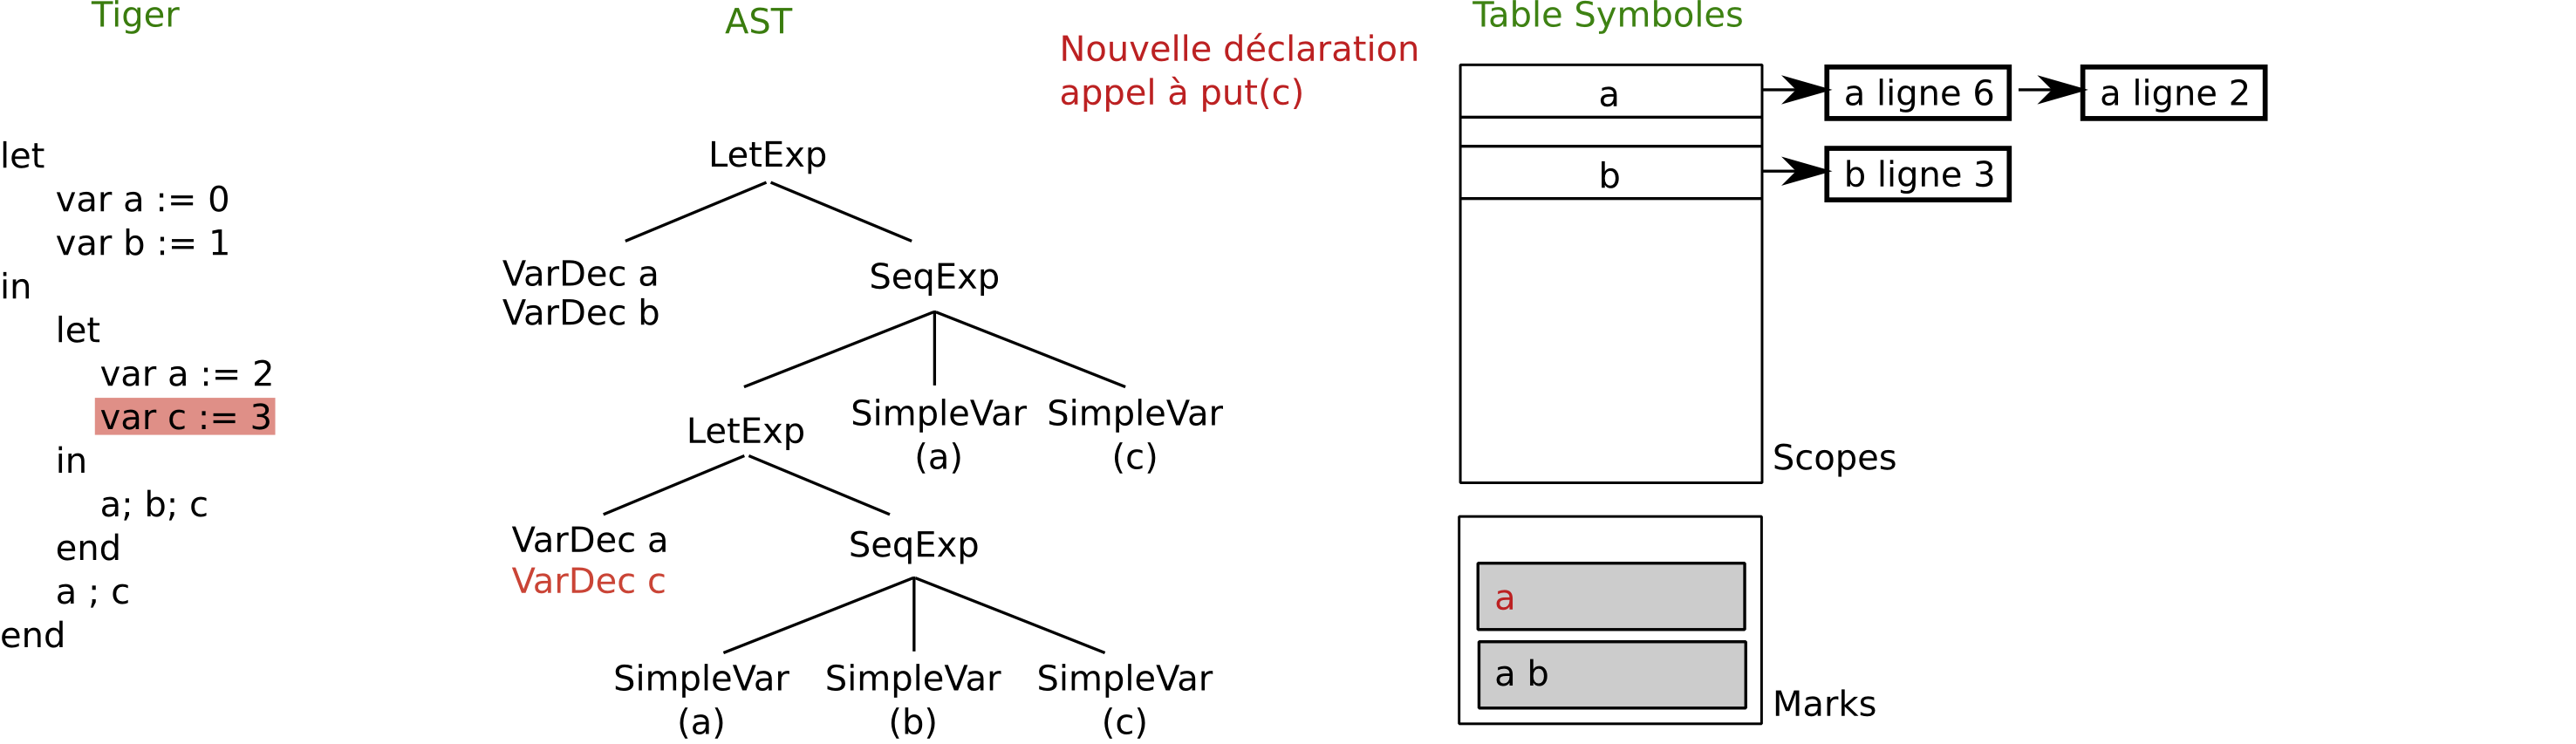 Tiger
let
var a := 0
var b := 1
in
let
var a := 2
var c := 3
in
a; b; c
end
a ; c
end
AST
LetExp
VarDec a
VarDec b
SeqExp
LetExp
SimpleVar
(a)
SimpleVar
(c)
VarDec a
VarDec c
SeqExp
SimpleVar
(a)
SimpleVar
(b)
SimpleVar
(c)
Nouvelle déclaration
appel à put(c)
Table Symboles
a
a ligne 6
a ligne 2
b
b ligne 3
Scopes
a
a b
Marks